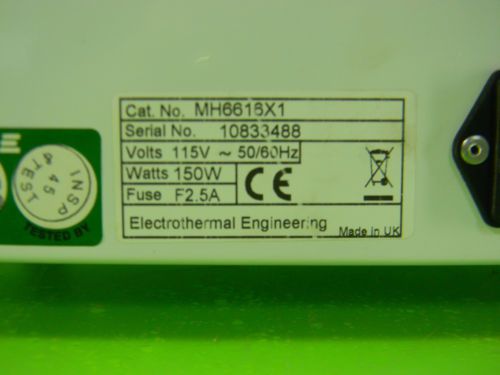 Cat. No. MH6616X1
Serial No. 10833488
Volts 115V ~ 50/60Hz
Watts 150W
Fuse F2.5A
CE
Electrothermal Engineering
Made in UK
& TEST
45
INSP
TESTED BY